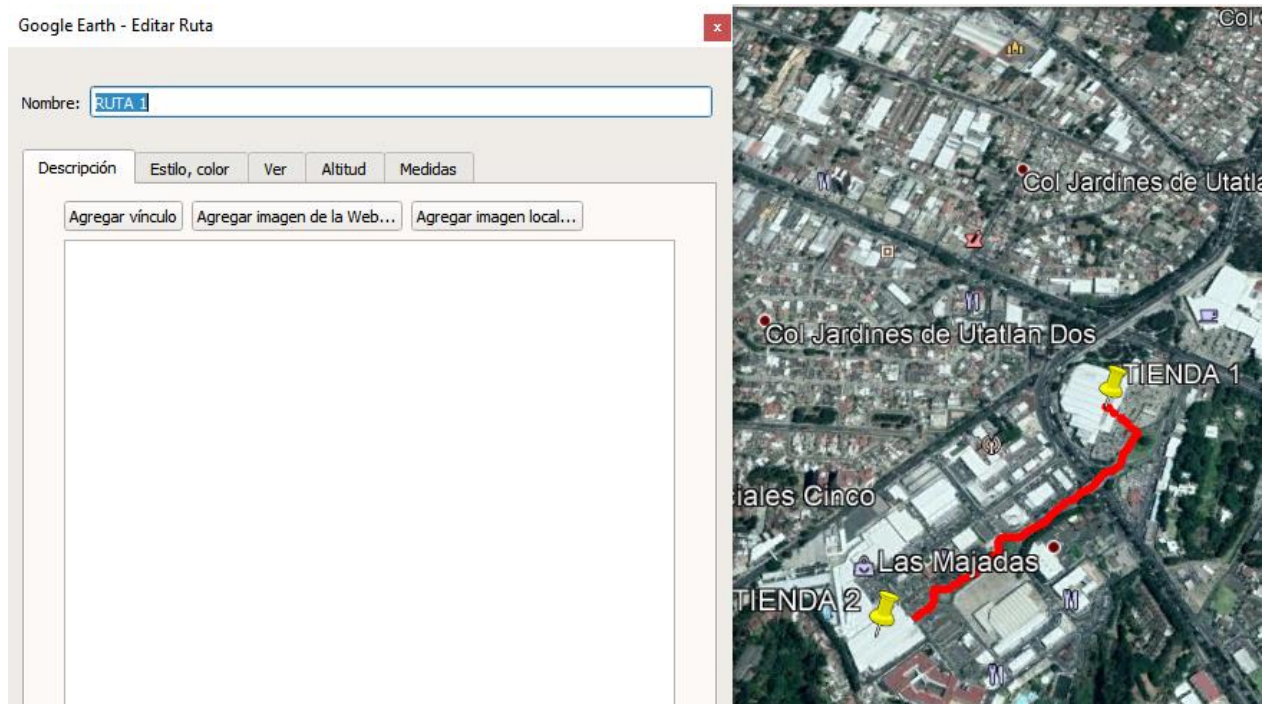 Google Earth - Editar Ruta
x
Nombre: RUTA 1
Descripción Estilo, color Ver Altitud Medidas
Agregar vínculo Agregar imagen de la Web... Agregar imagen local...
Col
Col Jardines de Utatla
Col Jardines de Utatlan Dos
TIENDA 1
iales Cinco
Las Majadas
TIENDA 2